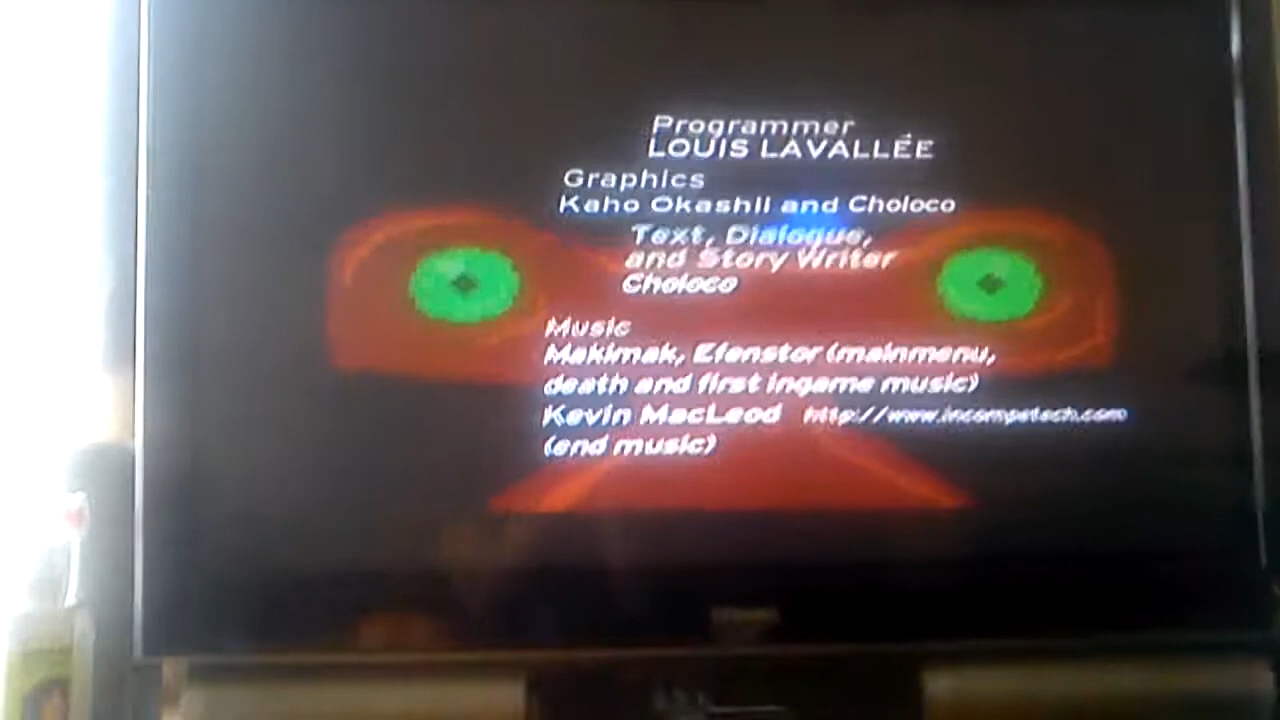 Programmer
LOUIS LAVALLÉE
Graphics
Kaho Okashii and Choloco
Text, Dialogue,
and Story Writer
Choloco
Music
Makimak, Efenstor (mainmenu,
death and first ingame music)
Kevin MacLeod http://www.incompetech.com
(end music)